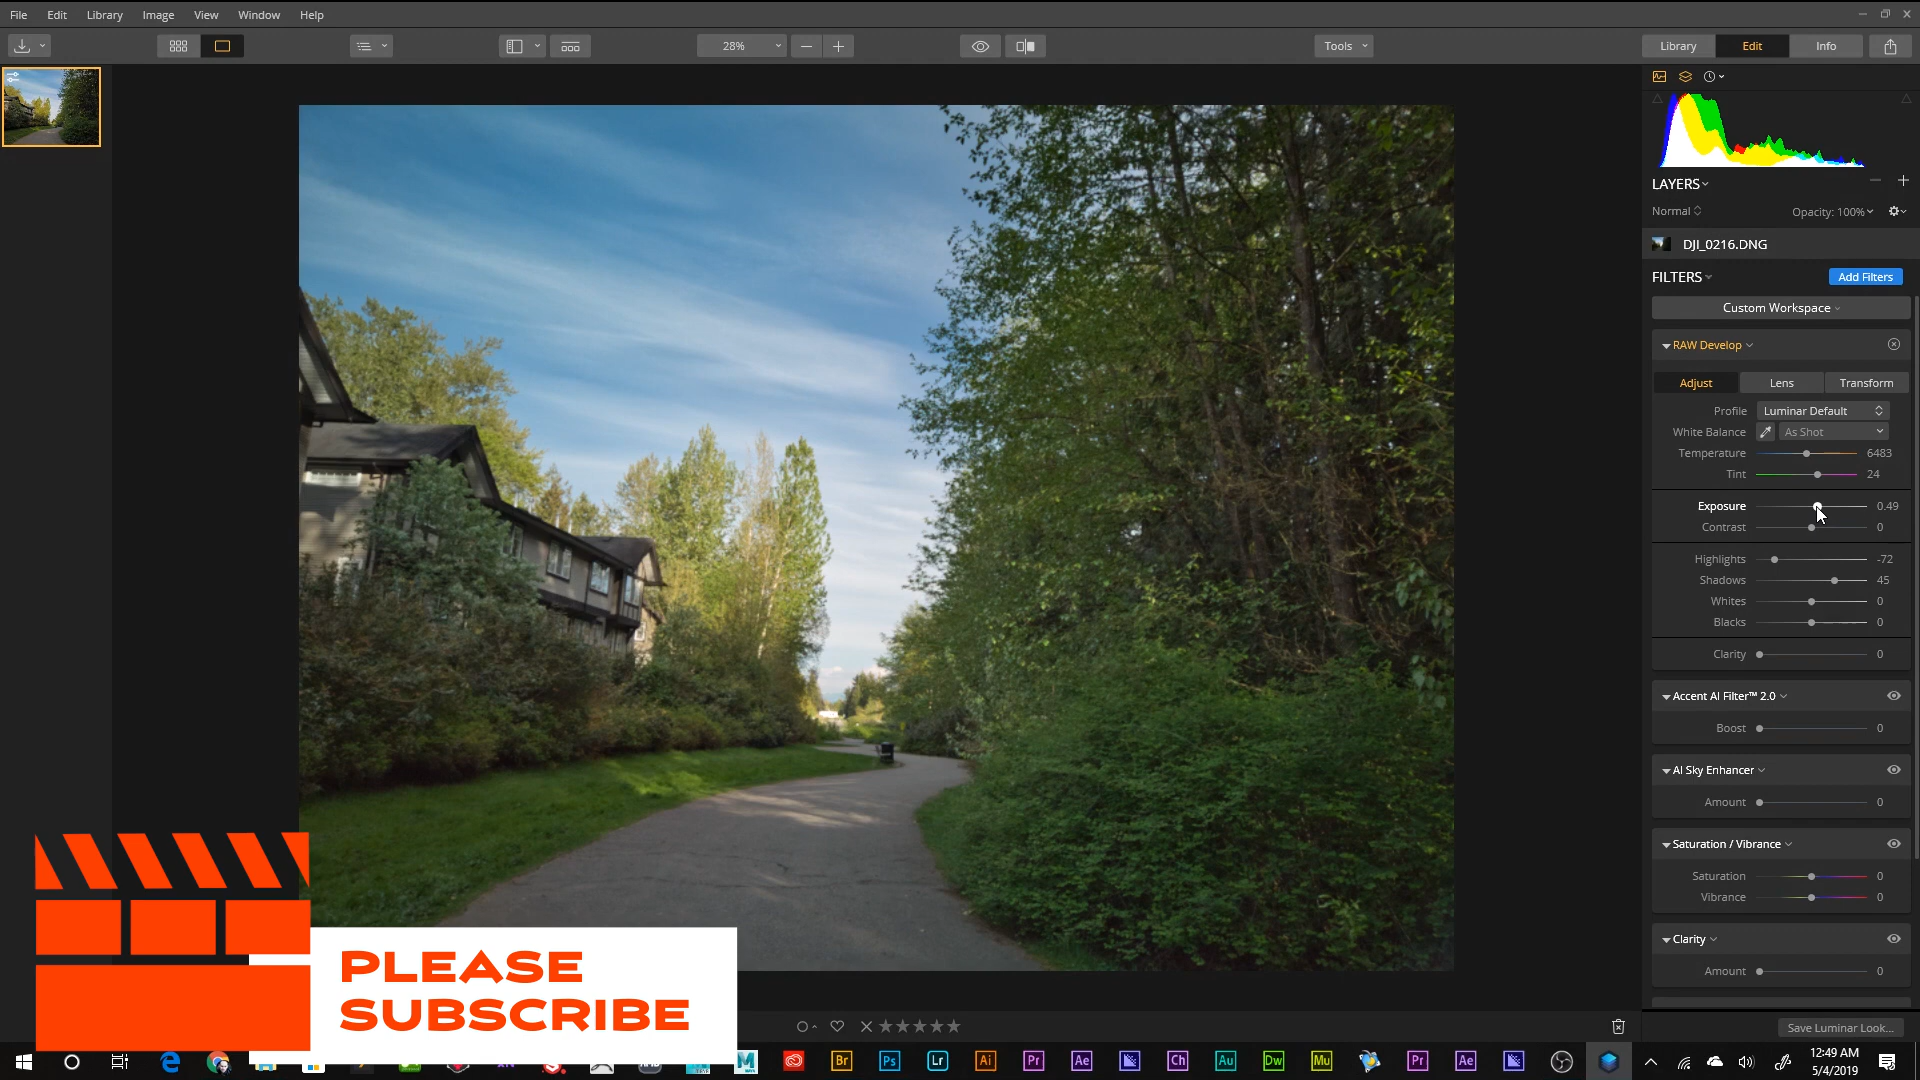 File Edit Library Image View Window Help
28% Tools Library Edit Info
LAYERS
Normal Opacity: 100%
DJI_0216.DNG
FILTERS Add Filters
Custom Workspace
RAW Develop
Adjust Lens Transform
Profile Luminar Default
White Balance As Shot
Temperature 6483
Tint 24
Exposure 0.49
Contrast 0
Highlights -72
Shadows 45
Whites 0
Blacks 0
Clarity 0
Accent AI Filter™ 2.0
Boost 0
AI Sky Enhancer
Amount 0
Saturation / Vibrance
Saturation 0
Vibrance 0
Clarity
Amount 0
PLEASE
SUBSCRIBE
Save Luminar Look...
M Br Ps Lr Ai Pr Ae Ch Au Dw Mu Pr Ae
12:49 AM
5/4/2019